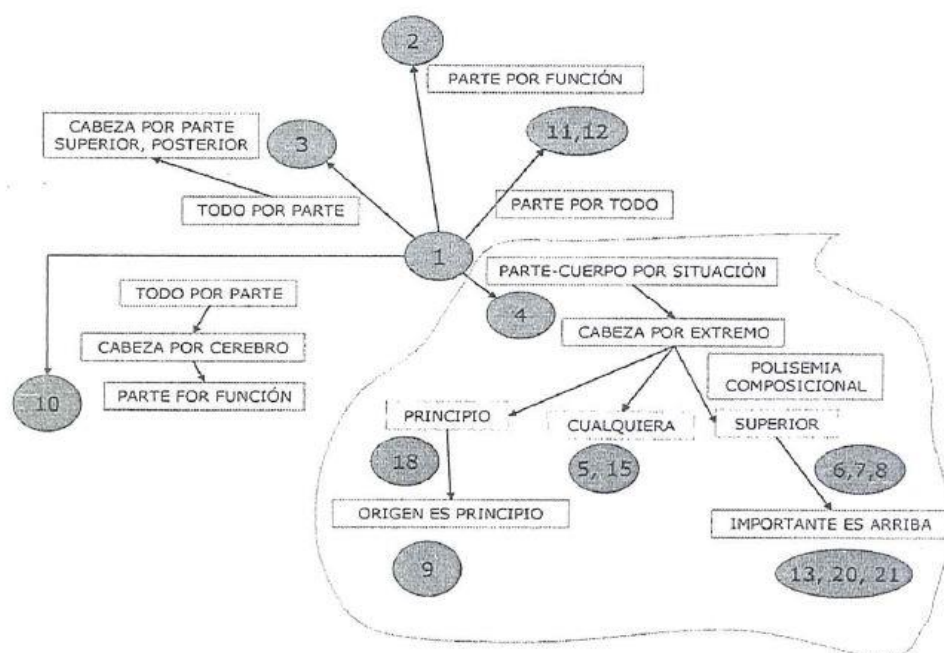 2
PARTE POR FUNCIÓN
CABEZA POR PARTE
SUPERIOR, POSTERIOR
3
11,12
TODO POR PARTE
PARTE POR TODO
1
PARTE-CUERPO POR SITUACIÓN
4
TODO POR PARTE
CABEZA POR EXTREMO
CABEZA POR CEREBRO
POLISEMIA
COMPOSICIONAL
10
PARTE FOR FUNCIÓN
PRINCIPIO
CUALQUIERA
SUPERIOR
18
5, 15
6,7,8
ORIGEN ES PRINCIPIO
IMPORTANTE ES ARRIBA
9
13, 20, 21